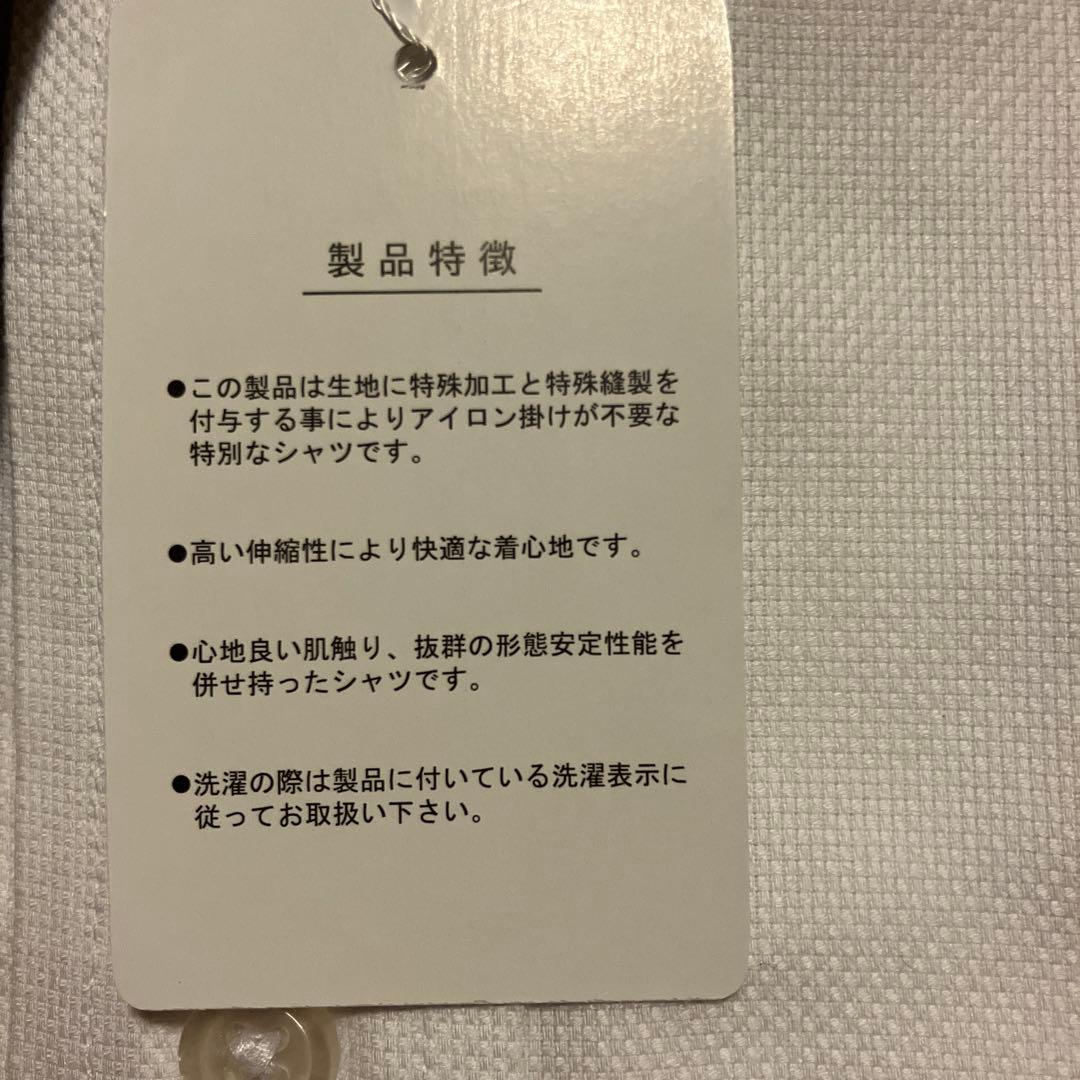 製品特徴
●この製品は生地に特殊加工と特殊縫製を
付与する事によりアイロン掛けが不要な
特別なシャツです。
●高い伸縮性により快適な着心地です。
●心地良い肌触り、抜群の形態安定性能を
併せ持ったシャツです。
●洗濯の際は製品に付いている洗濯表示に
従ってお取扱い下さい。